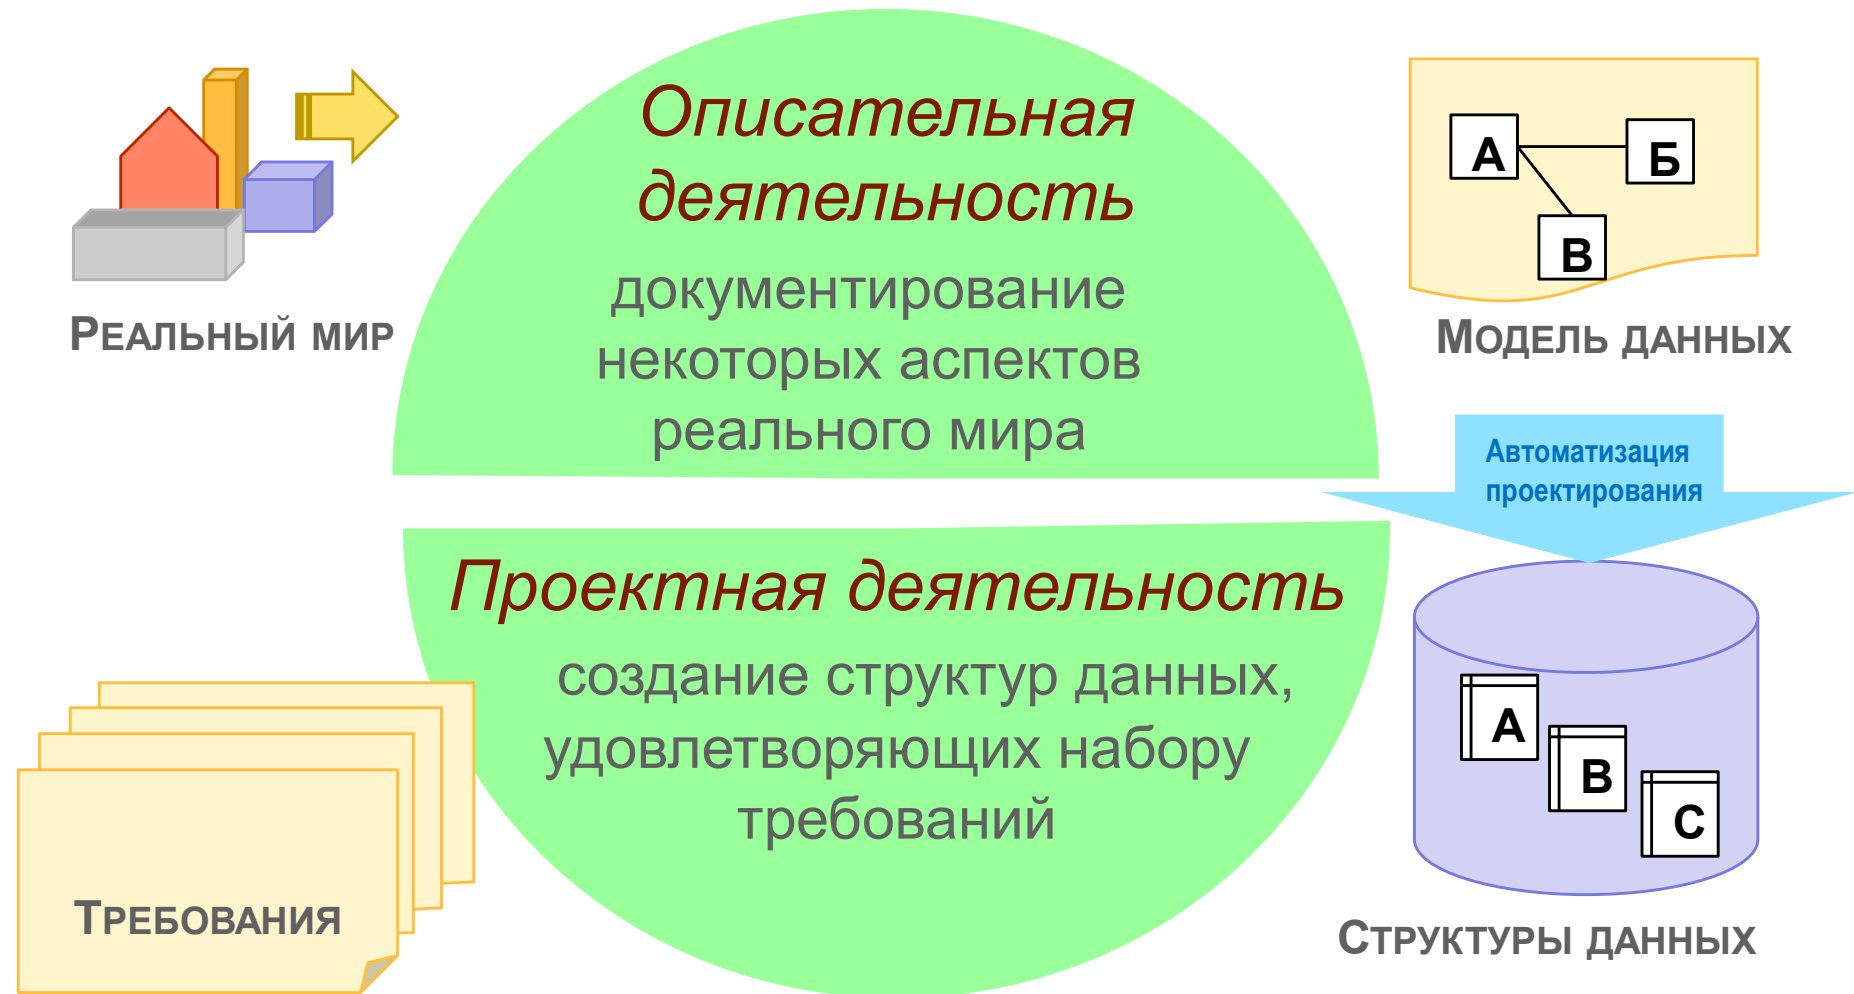 Описательная
деятельность
документирование
некоторых аспектов
реального мира
Реальный мир
А
Б
В
Модель данных
Автоматизация
проектирования
Проектная деятельность
создание структур данных,
удовлетворяющих набору
требований
Требования
А
В
С
Структуры данных